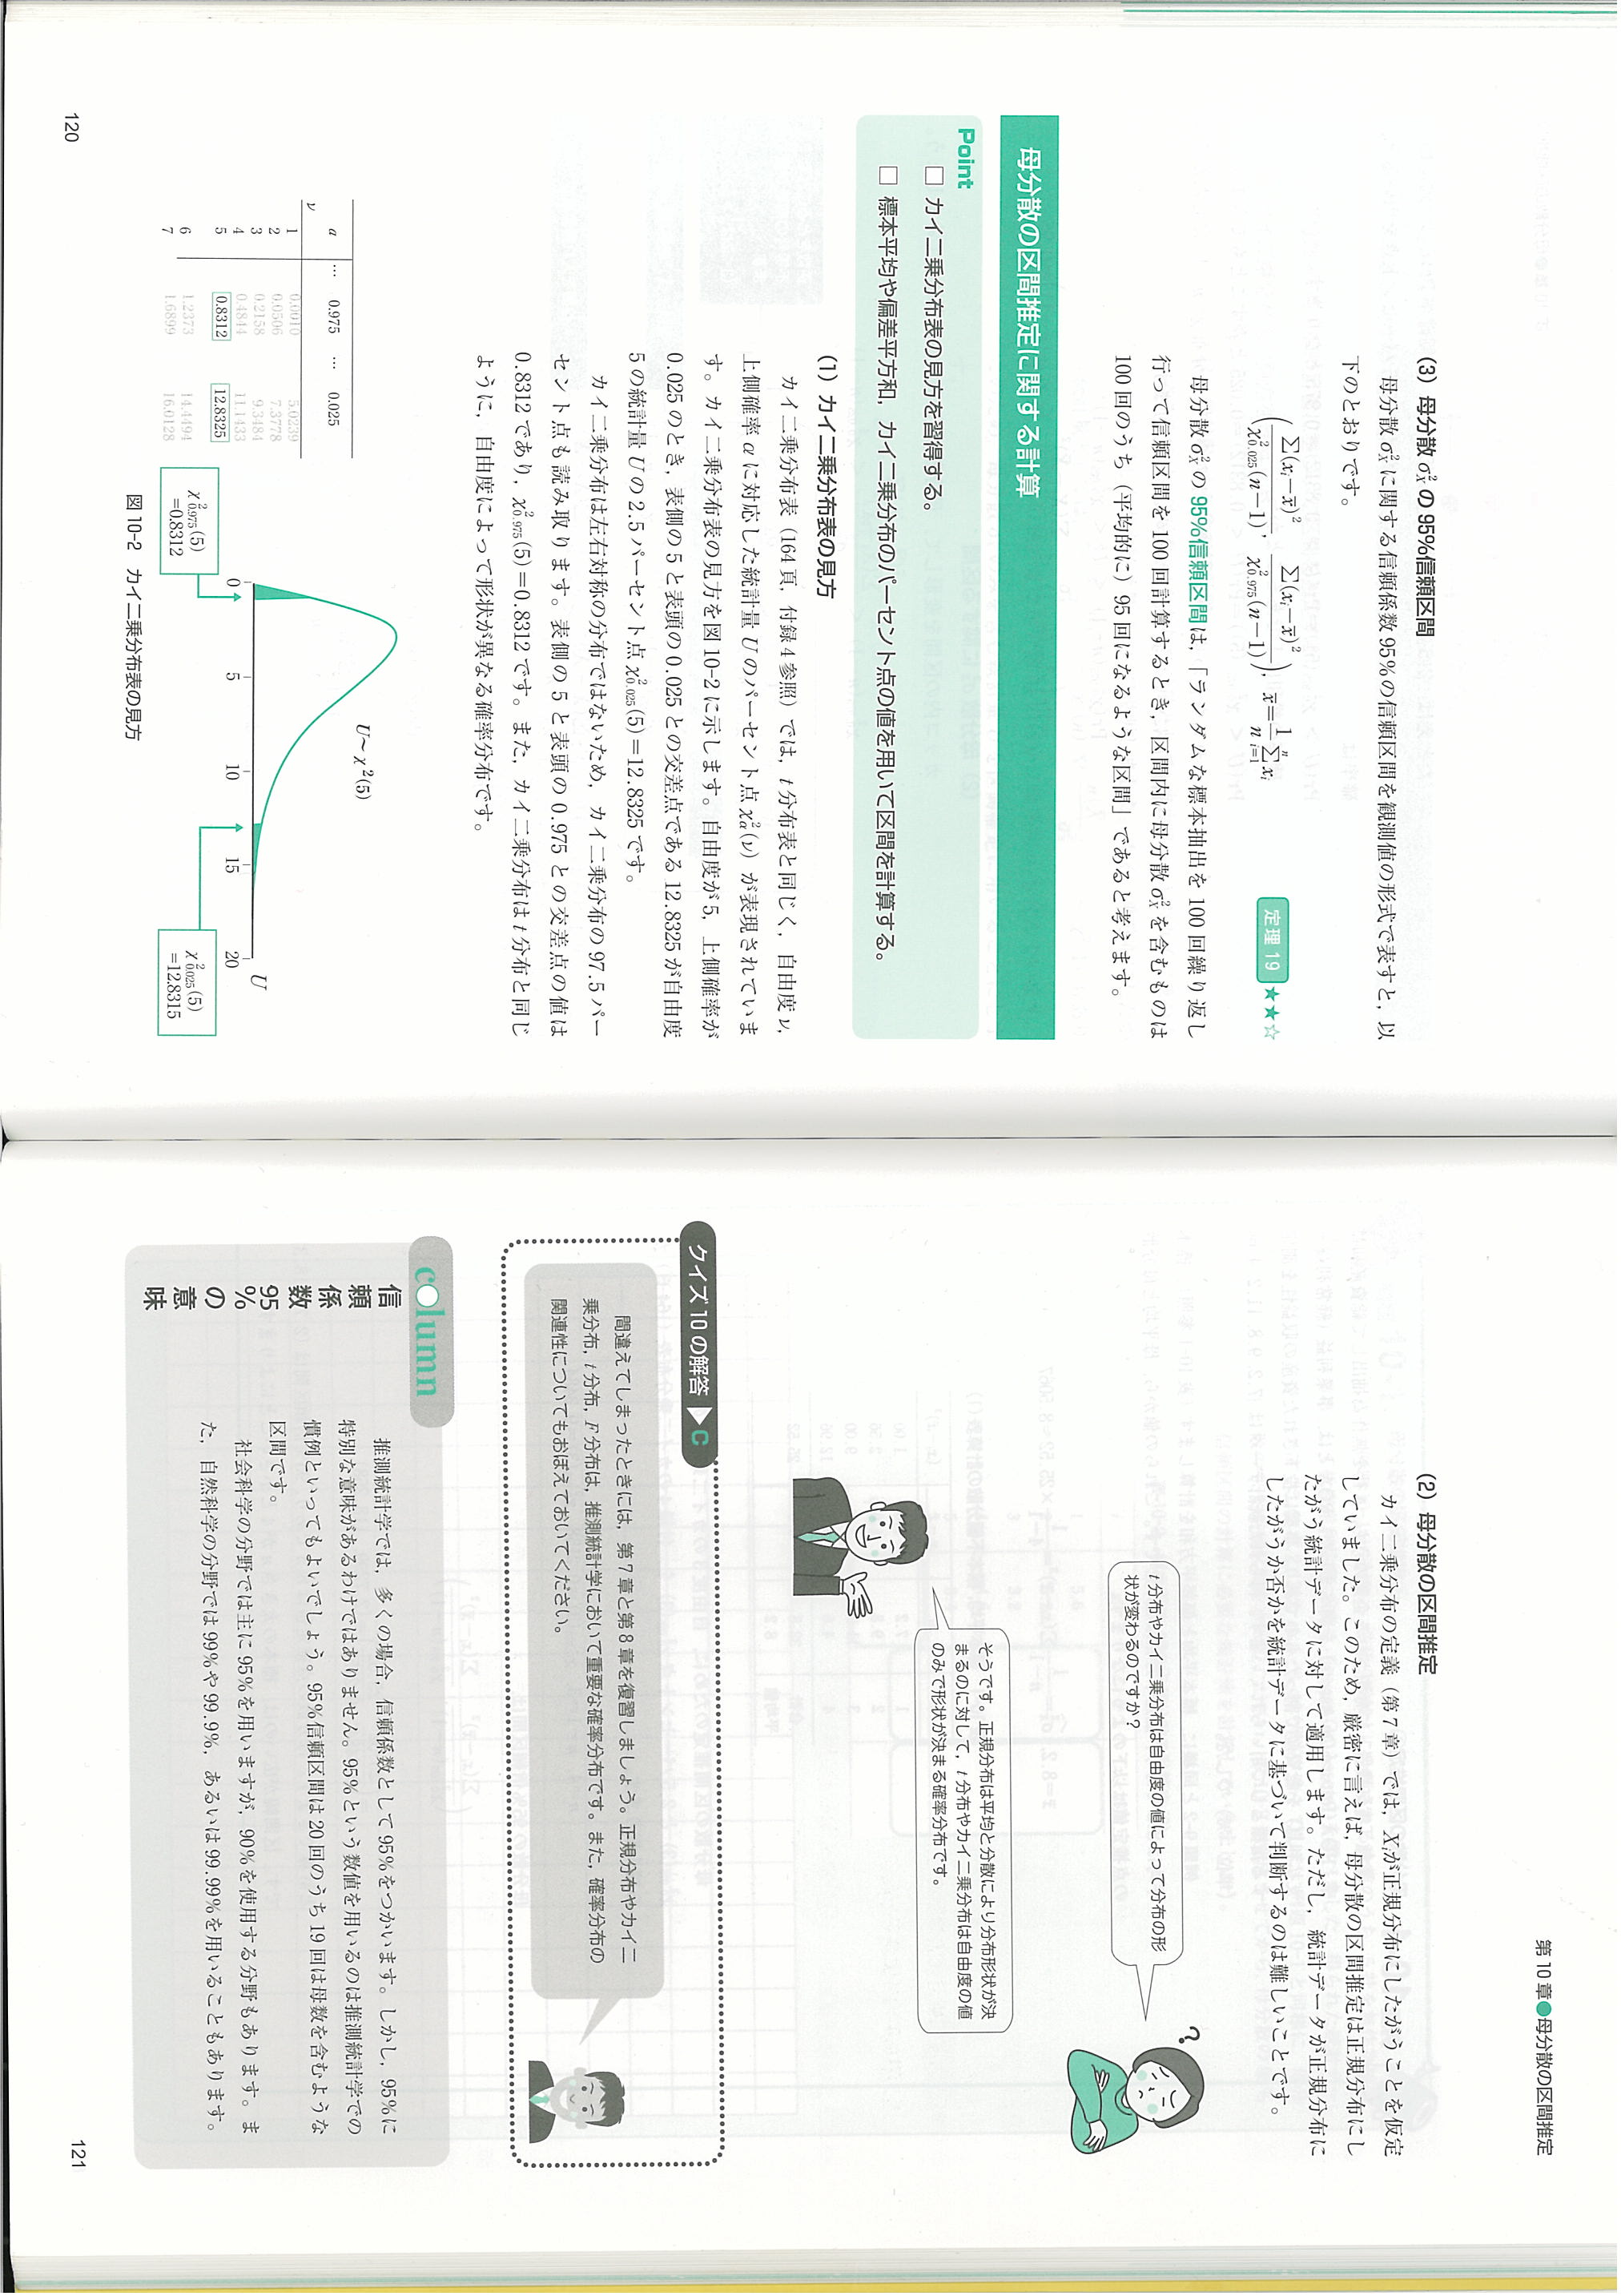 (3) 母分散 σ²_X の 95%信頼区間
母分散 σ²_X に関する信頼係数 95%の信頼区間を観測値の形式で表すと，以
下のとおりです。
(Σ(xᵢ−x̄)²/χ²₀.₀₂₅(n−1), Σ(xᵢ−x̄)²/χ²₀.₉₇₅(n−1)), x̄=1/n Σⁿᵢ₌₁ xᵢ 定理 19 ★★☆
母分散 σ²_X の 95%信頼区間は，「ランダムな標本抽出を 100 回繰り返し
行って信頼区間を 100 回計算するとき，区間内に母分散 σ²_X を含むものは
100 回のうち（平均的に）95 回になるような区間」であると考えます。
母分散の区間推定に関する計算
Point
□ カイ二乗分布表の見方を習得する。
□ 標本平均や偏差平方和，カイ二乗分布のパーセント点の値を用いて区間を計算する。
(1) カイ二乗分布表の見方
カイ二乗分布表（164 頁，付録 4 参照）では，t 分布表と同じく，自由度 ν，
上側確率 α に対応した統計量 U のパーセント点 χ²_α(ν) が表現されていま
す。カイ二乗分布表の見方を図 10-2 に示します。自由度が 5，上側確率が
0.025 のとき，表側の 5 と表頭の 0.025 との交差点である 12.8325 が自由度
5 の統計量 U の 2.5 パーセント点 χ²₀.₀₂₅(5)=12.8325 です。
カイ二乗分布は左右対称の分布ではないため，カイ二乗分布の 97.5 パー
セント点も読み取ります。表側の 5 と表頭の 0.975 との交差点の値は
0.8312 であり，χ²₀.₉₇₅(5)=0.8312 です。また，カイ二乗分布は t 分布と同じ
ように，自由度によって形状が異なる確率分布です。
α … 0.975 … 0.025
ν
1 0.0010 5.0239
2 0.0506 7.3778
3 0.2158 9.3484
4 0.4844 11.1433
5 0.8312 12.8325
6 1.2373 14.4494
7 1.6899 16.0128
U～χ²(5)
U
0 5 10 15 20
χ²₀.₉₇₅(5)
=0.8312
χ²₀.₀₂₅(5)
=12.8315
図 10-2 カイ二乗分布表の見方
120
第 10 章●母分散の区間推定
(2) 母分散の区間推定
カイ二乗分布の定義（第 7 章）では，Xᵢが正規分布にしたがうことを仮定
していました。このため，厳密に言えば，母分散の区間推定は正規分布にし
たがう統計データに対して適用します。ただし，統計データが正規分布に
したがうか否かを統計データに基づいて判断するのは難しいことです。
?
t 分布やカイ二乗分布は自由度の値によって分布の形
状が変わるのですか？
そうです。正規分布は平均と分散により分布形状が決
まるのに対して，t 分布やカイ二乗分布は自由度の値
のみで形状が決まる確率分布です。
クイズ 10 の解答 ▶ C
間違えてしまったときには，第 7 章と第 8 章を復習しましょう。正規分布やカイ二
乗分布，t 分布，F 分布は，推測統計学において重要な確率分布です。また，確率分布の
関連性についてもおぼえておいてください。
column
信頼係数95%の意味
推測統計学では，多くの場合，信頼係数として 95%をつかいます。しかし，95%に
特別な意味があるわけではありません。95%という数値を用いるのは推測統計学での
慣例といってもよいでしょう。95%信頼区間は 20 回のうち 19 回は母数を含むような
区間です。
社会科学の分野では主に 95%を用いますが，90%を使用する分野もあります。ま
た，自然科学の分野では 99%や 99.9%，あるいは 99.99%を用いることもあります。
121